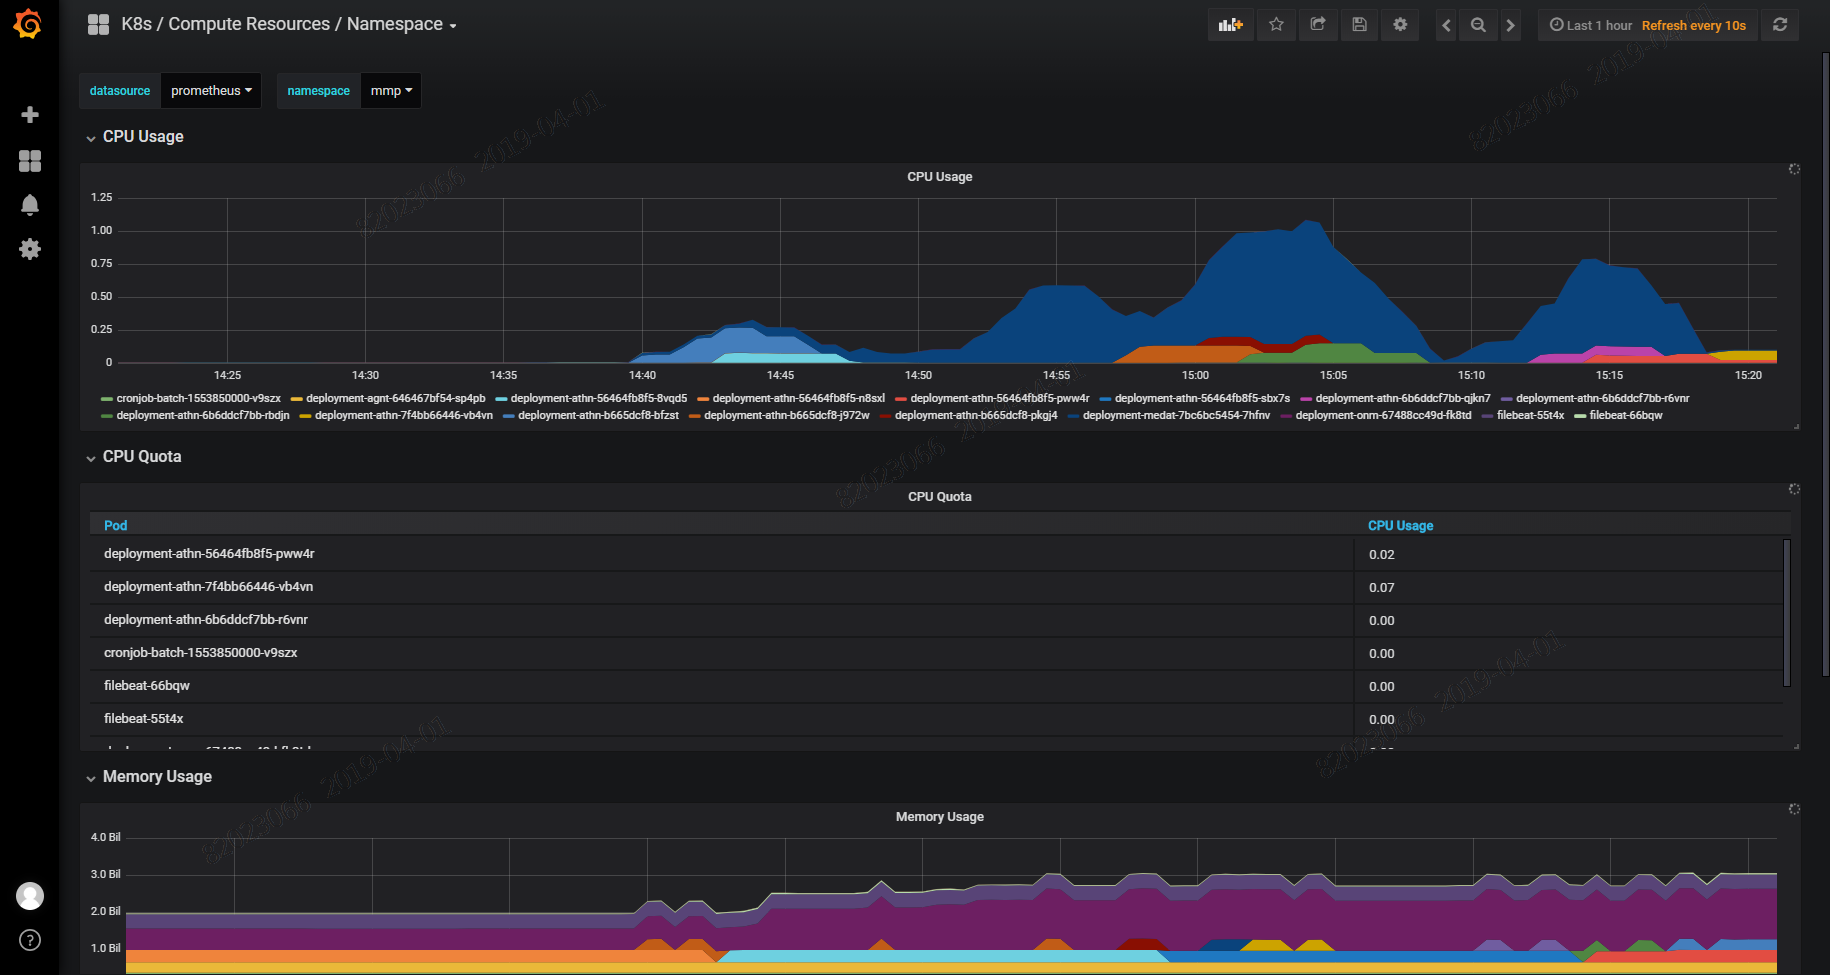 K8s / Compute Resources / Namespace
Last 1 hour Refresh every 10s
datasource prometheus namespace mmp
CPU Usage
CPU Usage
1.25
1.00
0.75
0.50
0.25
0
14:25 14:30 14:35 14:40 14:45 14:50 14:55 15:00 15:05 15:10 15:15 15:20
cronjob-batch-1553850000-v9szx deployment-agnt-646467bf54-sp4pb deployment-athn-56464fb8f5-8vqd5 deployment-athn-56464fb8f5-n8sxl deployment-athn-56464fb8f5-pww4r deployment-athn-56464fb8f5-sbx7s deployment-athn-6b6ddcf7bb-qjkn7 deployment-athn-6b6ddcf7bb-r6vnr
deployment-athn-6b6ddcf7bb-rbdjn deployment-athn-7f4bb66446-vb4vn deployment-athn-b665dcf8-bfzst deployment-athn-b665dcf8-j972w deployment-athn-b665dcf8-pkgj4 deployment-medat-7bc6bc5454-7hfnv deployment-onm-67488cc49d-fk8td filebeat-55t4x filebeat-66bqw
CPU Quota
CPU Quota
Pod CPU Usage
deployment-athn-56464fb8f5-pww4r 0.02
deployment-athn-7f4bb66446-vb4vn 0.07
deployment-athn-6b6ddcf7bb-r6vnr 0.00
cronjob-batch-1553850000-v9szx 0.00
filebeat-66bqw 0.00
filebeat-55t4x 0.00
Memory Usage
Memory Usage
4.0 Bil
3.0 Bil
2.0 Bil
1.0 Bil
82023966 2019-04-01